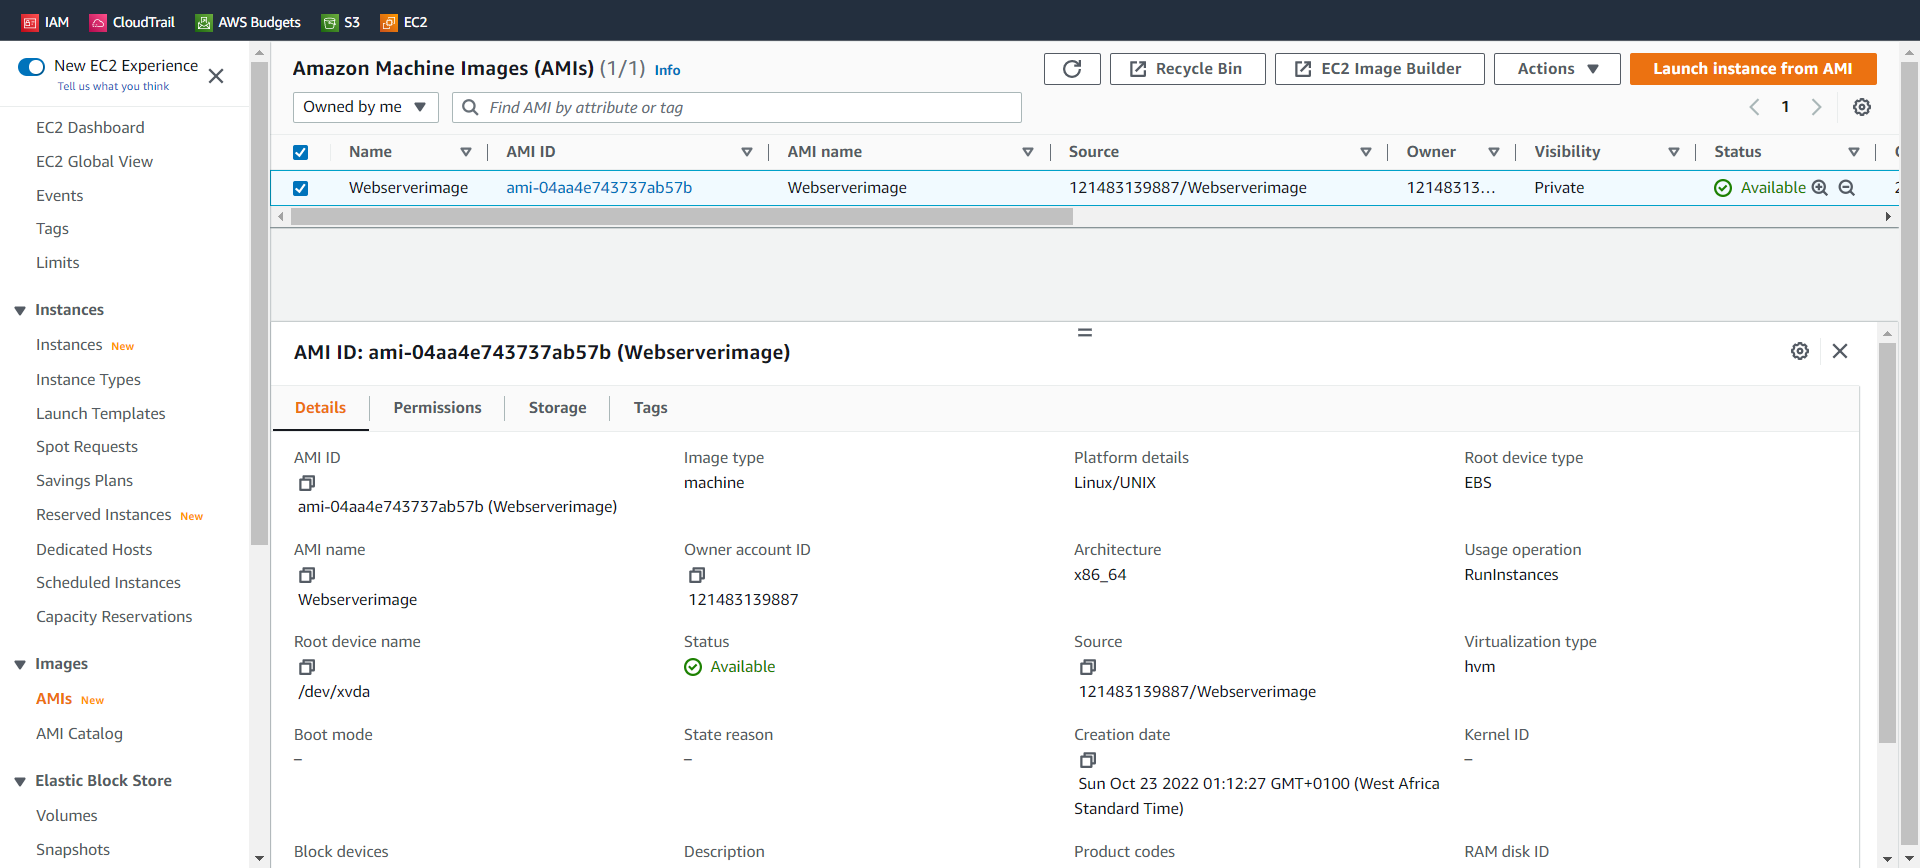 IAM CloudTrail AWS Budgets S3 EC2
New EC2 Experience
Tell us what you think
EC2 Dashboard
EC2 Global View
Events
Tags
Limits
Instances
Instances New
Instance Types
Launch Templates
Spot Requests
Savings Plans
Reserved Instances New
Dedicated Hosts
Scheduled Instances
Capacity Reservations
Images
AMIs New
AMI Catalog
Elastic Block Store
Volumes
Snapshots
Amazon Machine Images (AMIs) (1/1) Info
Recycle Bin
EC2 Image Builder
Actions
Launch instance from AMI
Owned by me
Find AMI by attribute or tag
1
Name AMI ID AMI name Source Owner Visibility Status
Webserverimage ami-04aa4e743737ab57b Webserverimage 121483139887/Webserverimage 12148313... Private Available
AMI ID: ami-04aa4e743737ab57b (Webserverimage)
Details Permissions Storage Tags
AMI ID
ami-04aa4e743737ab57b (Webserverimage)
Image type
machine
Platform details
Linux/UNIX
Root device type
EBS
AMI name
Webserverimage
Owner account ID
121483139887
Architecture
x86_64
Usage operation
RunInstances
Root device name
/dev/xvda
Status
Available
Source
121483139887/Webserverimage
Virtualization type
hvm
Boot mode
–
State reason
–
Creation date
Sun Oct 23 2022 01:12:27 GMT+0100 (West Africa
Standard Time)
Kernel ID
–
Block devices
Description
Product codes
RAM disk ID